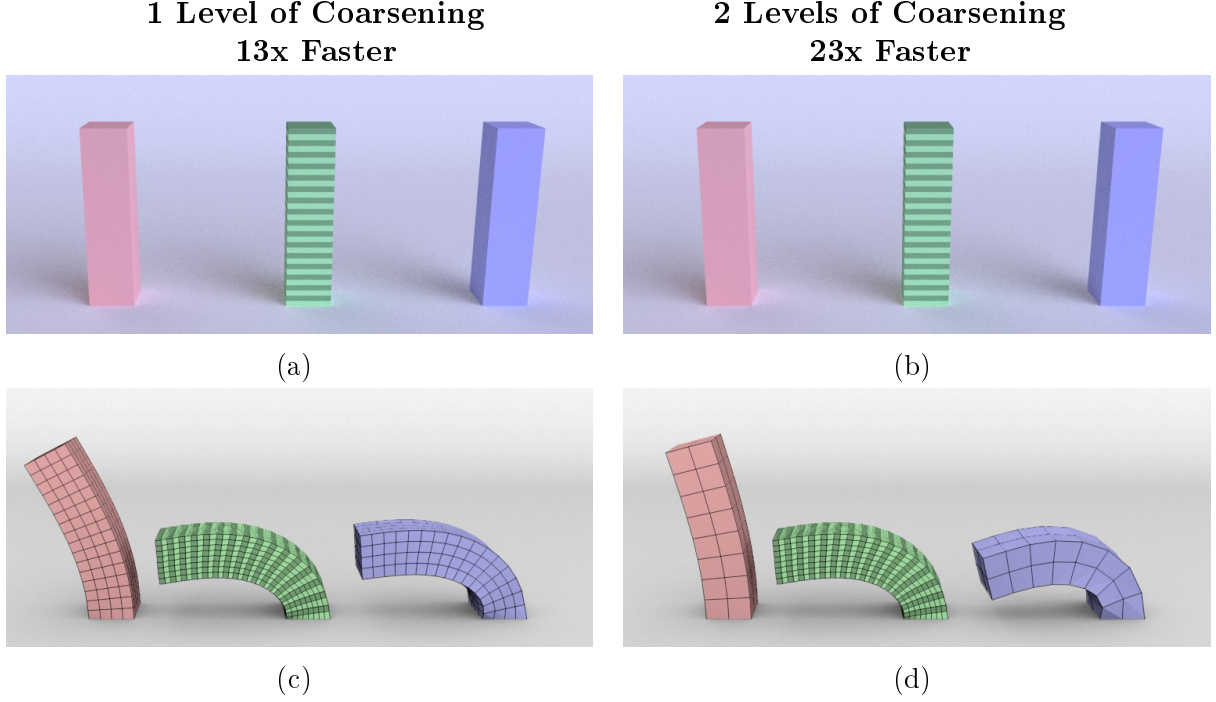 1 Level of Coarsening
13x Faster
2 Levels of Coarsening
23x Faster
(a)
(b)
(c)
(d)